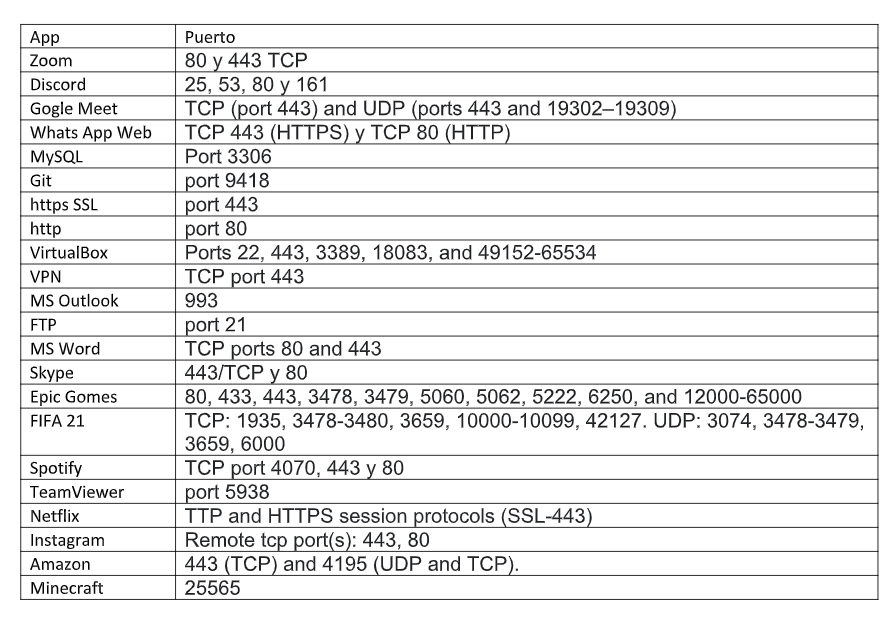 App Puerto
Zoom 80 y 443 TCP
Discord 25, 53, 80 y 161
Gogle Meet TCP (port 443) and UDP (ports 443 and 19302–19309)
Whats App Web TCP 443 (HTTPS) y TCP 80 (HTTP)
MySQL Port 3306
Git port 9418
https SSL port 443
http port 80
VirtualBox Ports 22, 443, 3389, 18083, and 49152-65534
VPN TCP port 443
MS Outlook 993
FTP port 21
MS Word TCP ports 80 and 443
Skype 443/TCP y 80
Epic Gomes 80, 433, 443, 3478, 3479, 5060, 5062, 5222, 6250, and 12000-65000
FIFA 21 TCP: 1935, 3478-3480, 3659, 10000-10099, 42127. UDP: 3074, 3478-3479,
3659, 6000
Spotify TCP port 4070, 443 y 80
TeamViewer port 5938
Netflix TTP and HTTPS session protocols (SSL-443)
Instagram Remote tcp port(s): 443, 80
Amazon 443 (TCP) and 4195 (UDP and TCP).
Minecraft 25565